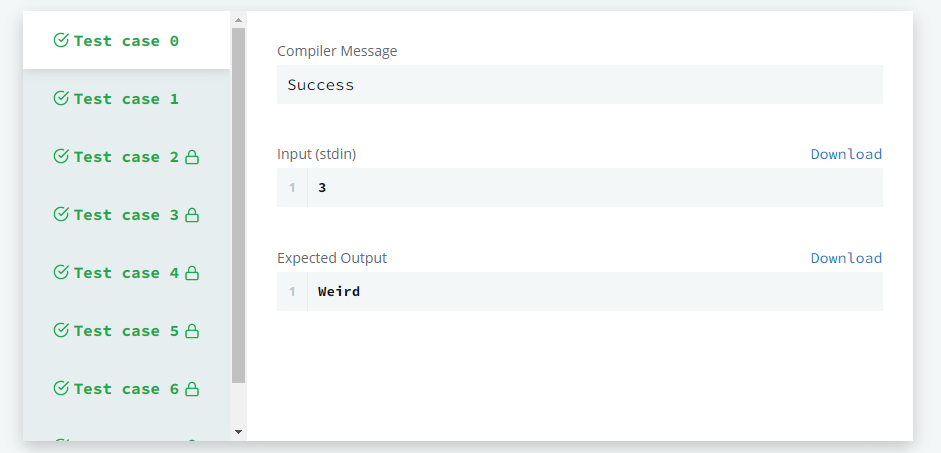 Test case 0
Test case 1
Test case 2
Test case 3
Test case 4
Test case 5
Test case 6
Compiler Message
Success
Input (stdin)
Download
1 3
Expected Output
Download
1 Weird